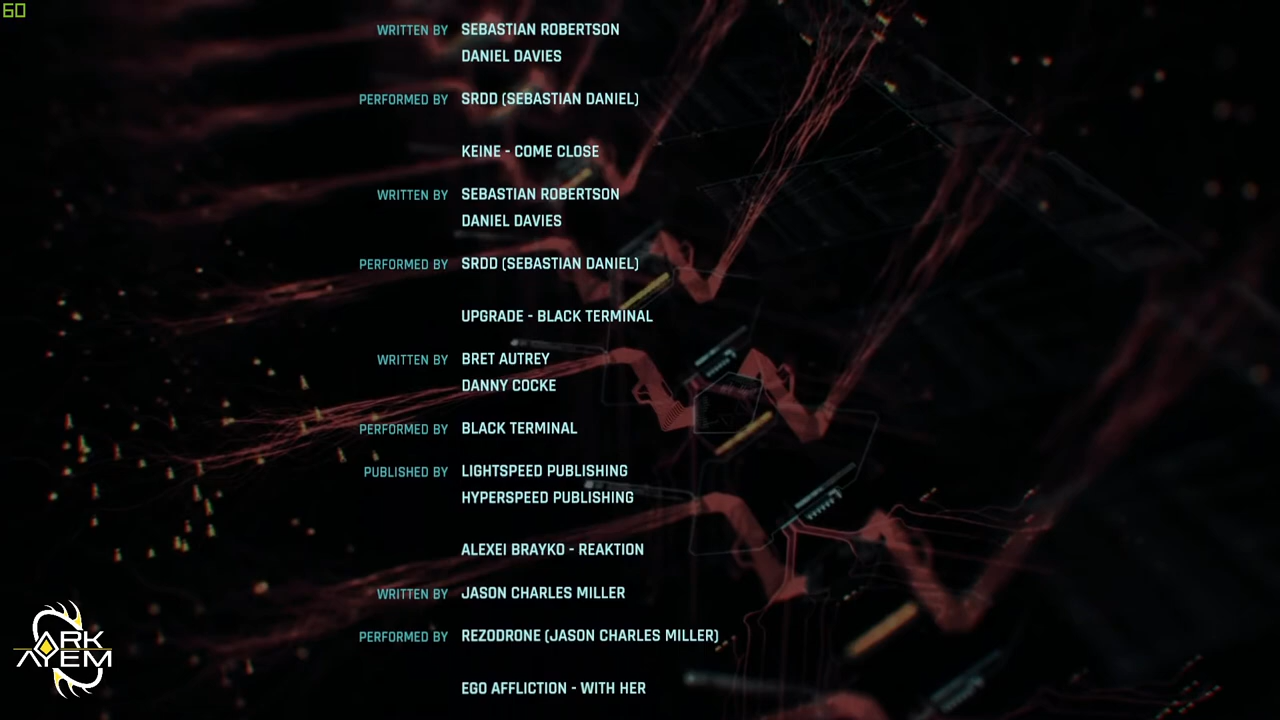 60
WRITTEN BY SEBASTIAN ROBERTSON
DANIEL DAVIES
PERFORMED BY SRDD (SEBASTIAN DANIEL)
KEINE - COME CLOSE
WRITTEN BY SEBASTIAN ROBERTSON
DANIEL DAVIES
PERFORMED BY SRDD (SEBASTIAN DANIEL)
UPGRADE - BLACK TERMINAL
WRITTEN BY BRET AUTREY
DANNY COCKE
PERFORMED BY BLACK TERMINAL
PUBLISHED BY LIGHTSPEED PUBLISHING
HYPERSPEED PUBLISHING
ALEXEI BRAYKO - REAKTION
WRITTEN BY JASON CHARLES MILLER
PERFORMED BY REZODRONE (JASON CHARLES MILLER)
EGO AFFLICTION - WITH HER
ARK
AYEM